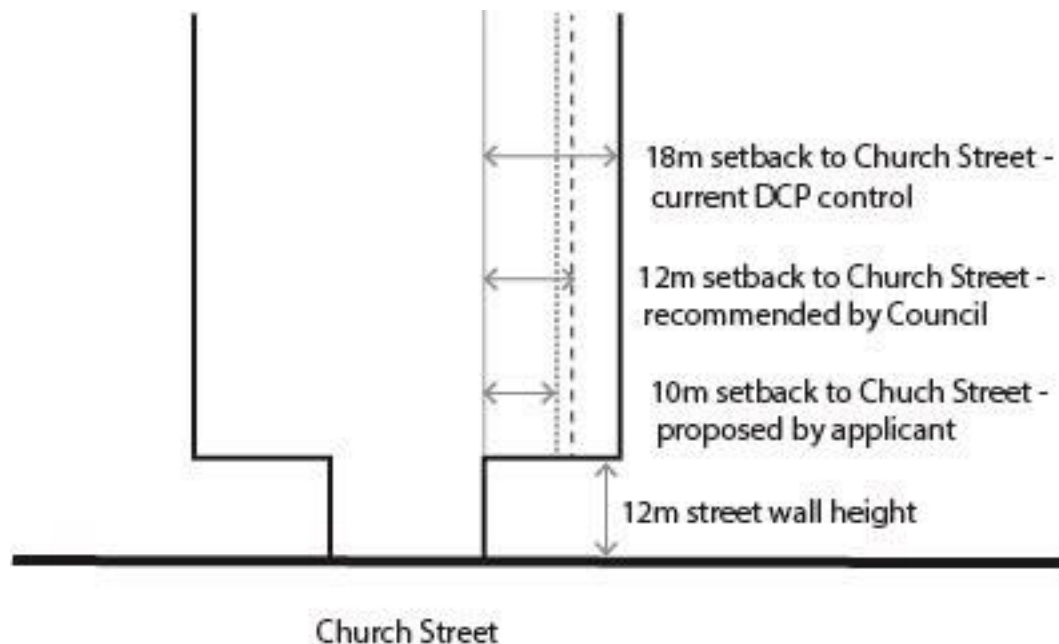 18m setback to Church Street -
current DCP control
12m setback to Church Street -
recommended by Council
10m setback to Chuch Street -
proposed by applicant
12m street wall height
Church Street